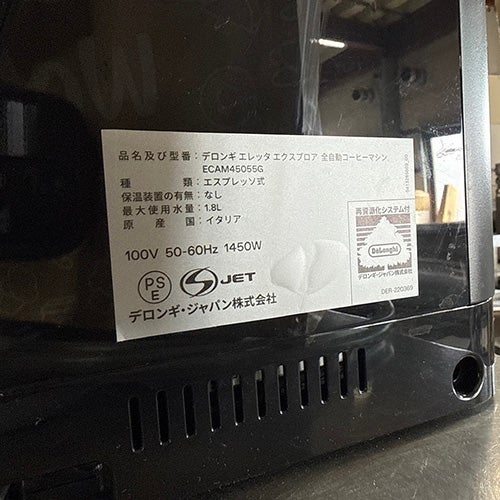 品名及び型番：デロンギ エレッタ エクスプロア 全自動コーヒーマシン
ECAM45055G
種類：エスプレッソ式
保温装置の有無：なし
最大使用水量：1.8L
原産国：イタリア
100V 50-60Hz 1450W
PS
E
JET
デロンギ・ジャパン株式会社
再資源化システム付
DeLonghi
デロンギ・ジャパン株式会社
DER-220369